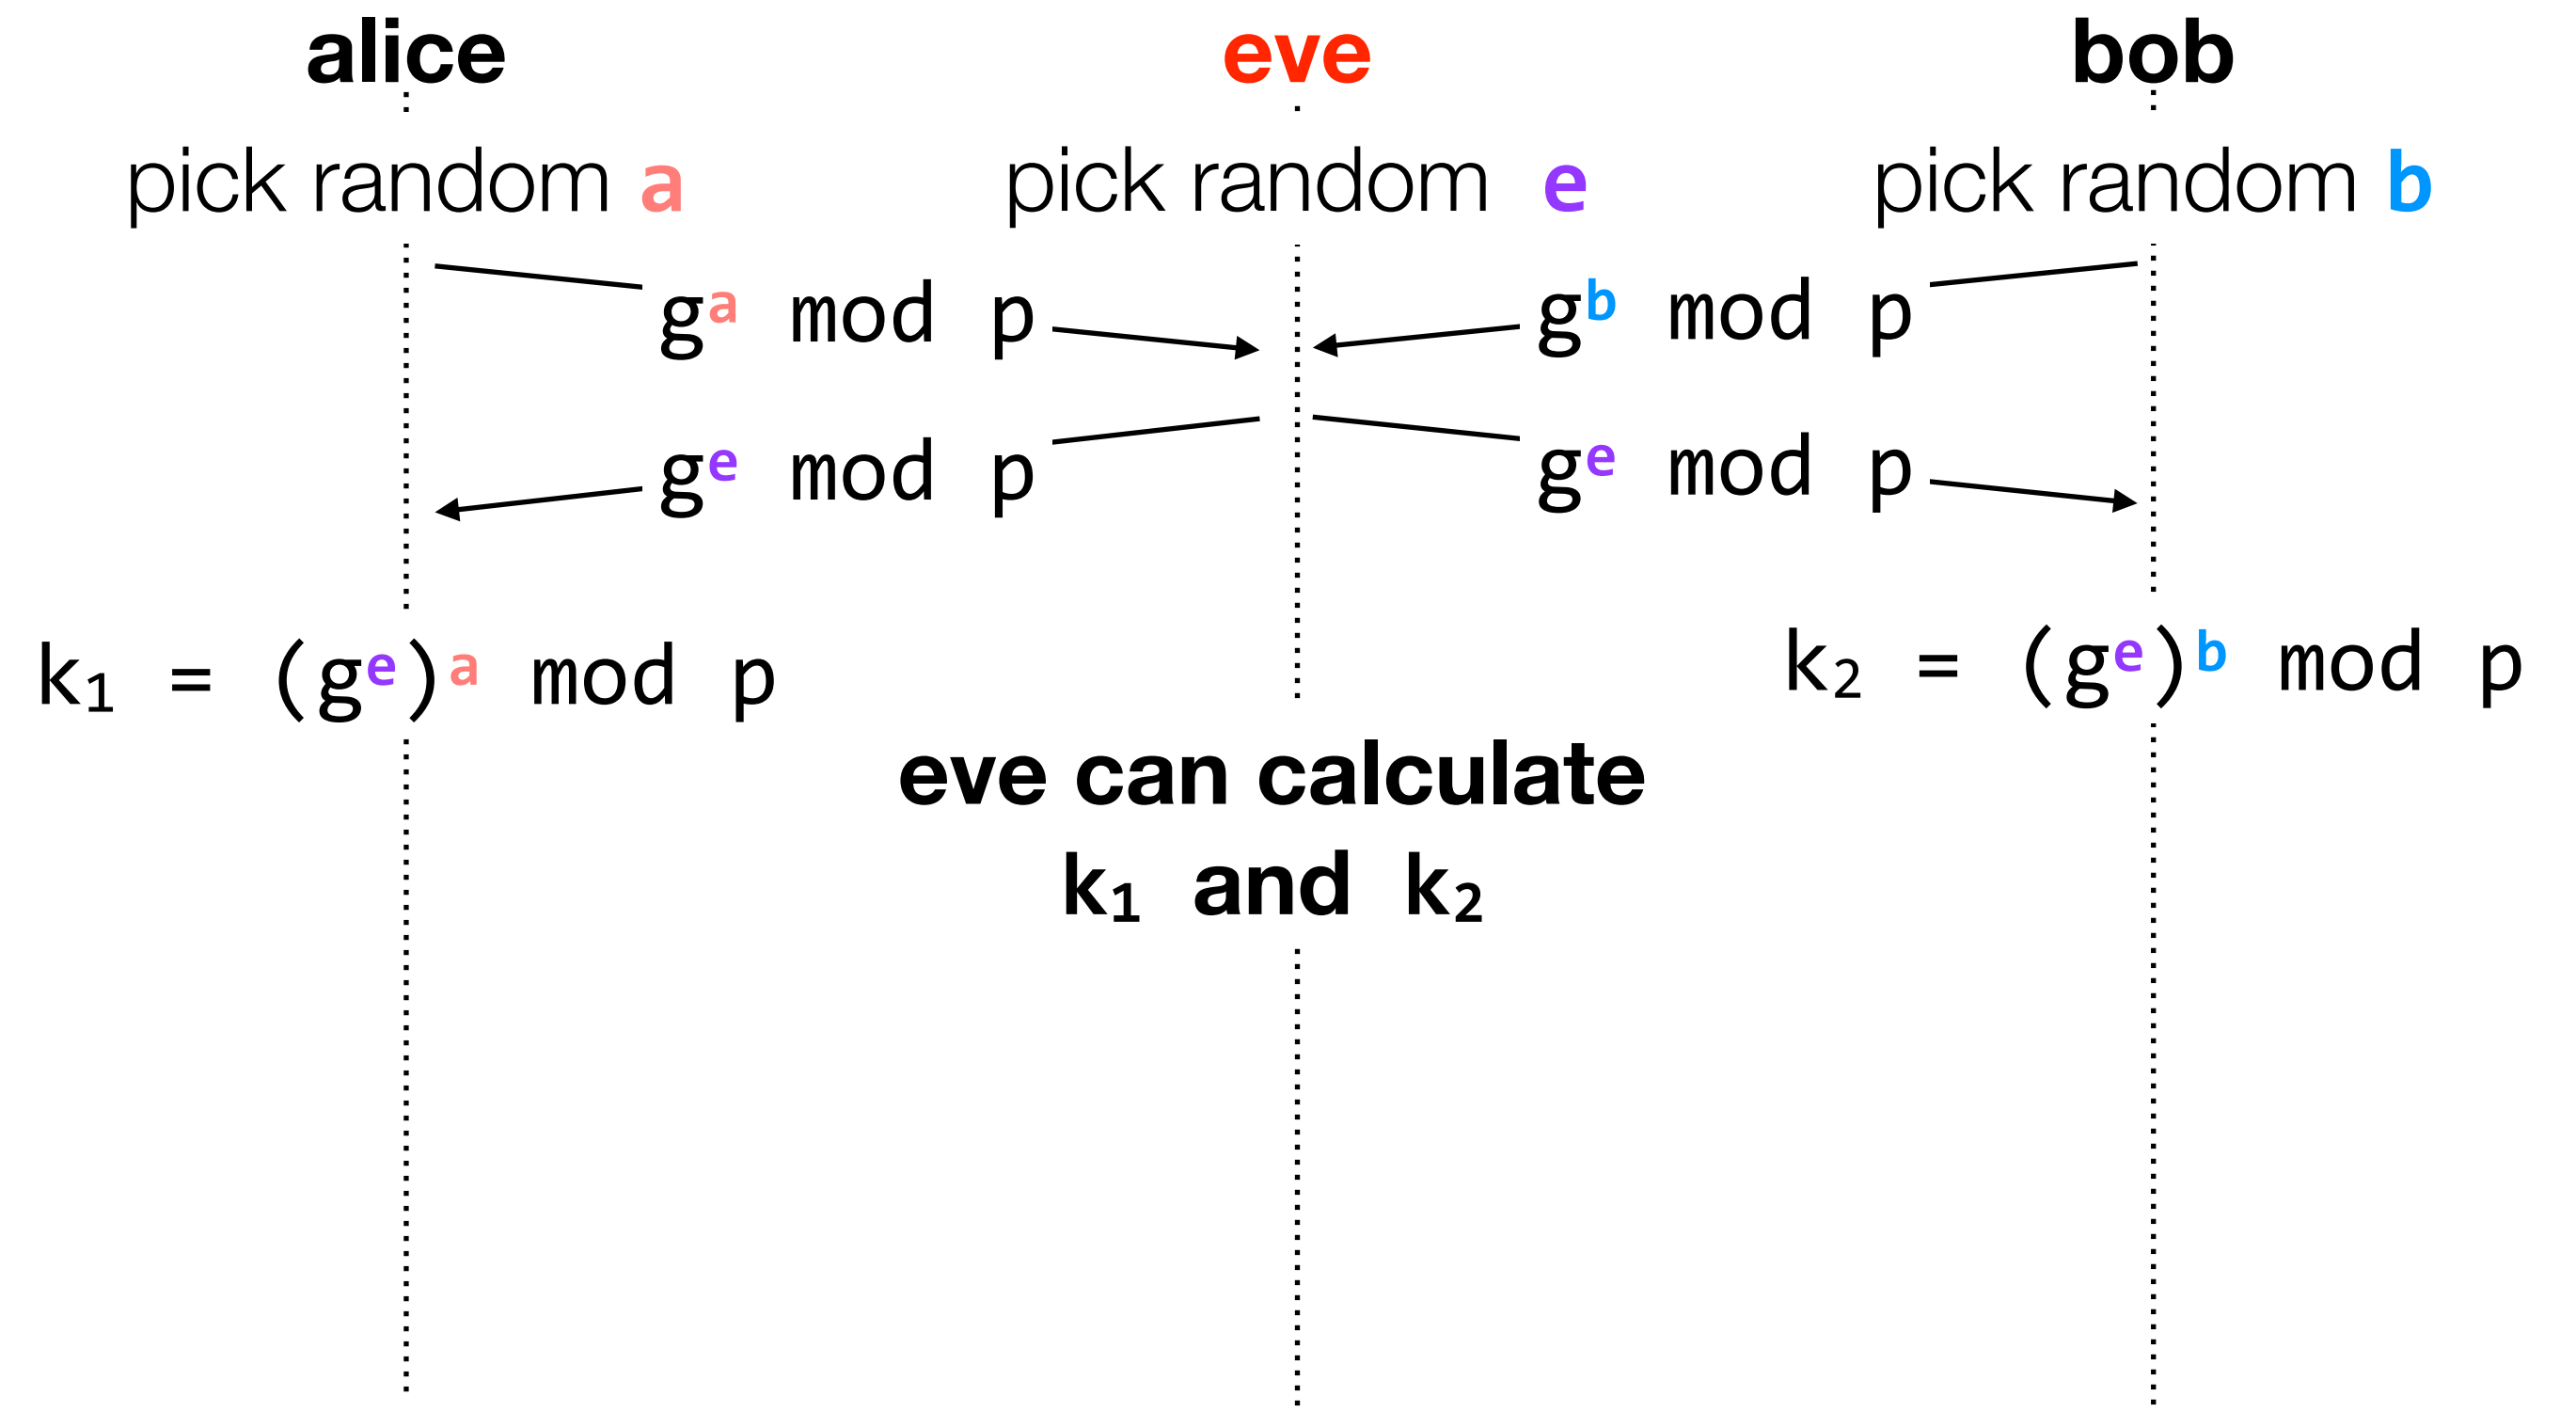 alice eve bob
pick random a pick random e pick random b
gᵃ mod p gᵇ mod p
gᵉ mod p gᵉ mod p
k₁ = (gᵉ)ᵃ mod p k₂ = (gᵉ)ᵇ mod p
eve can calculate
k₁ and k₂